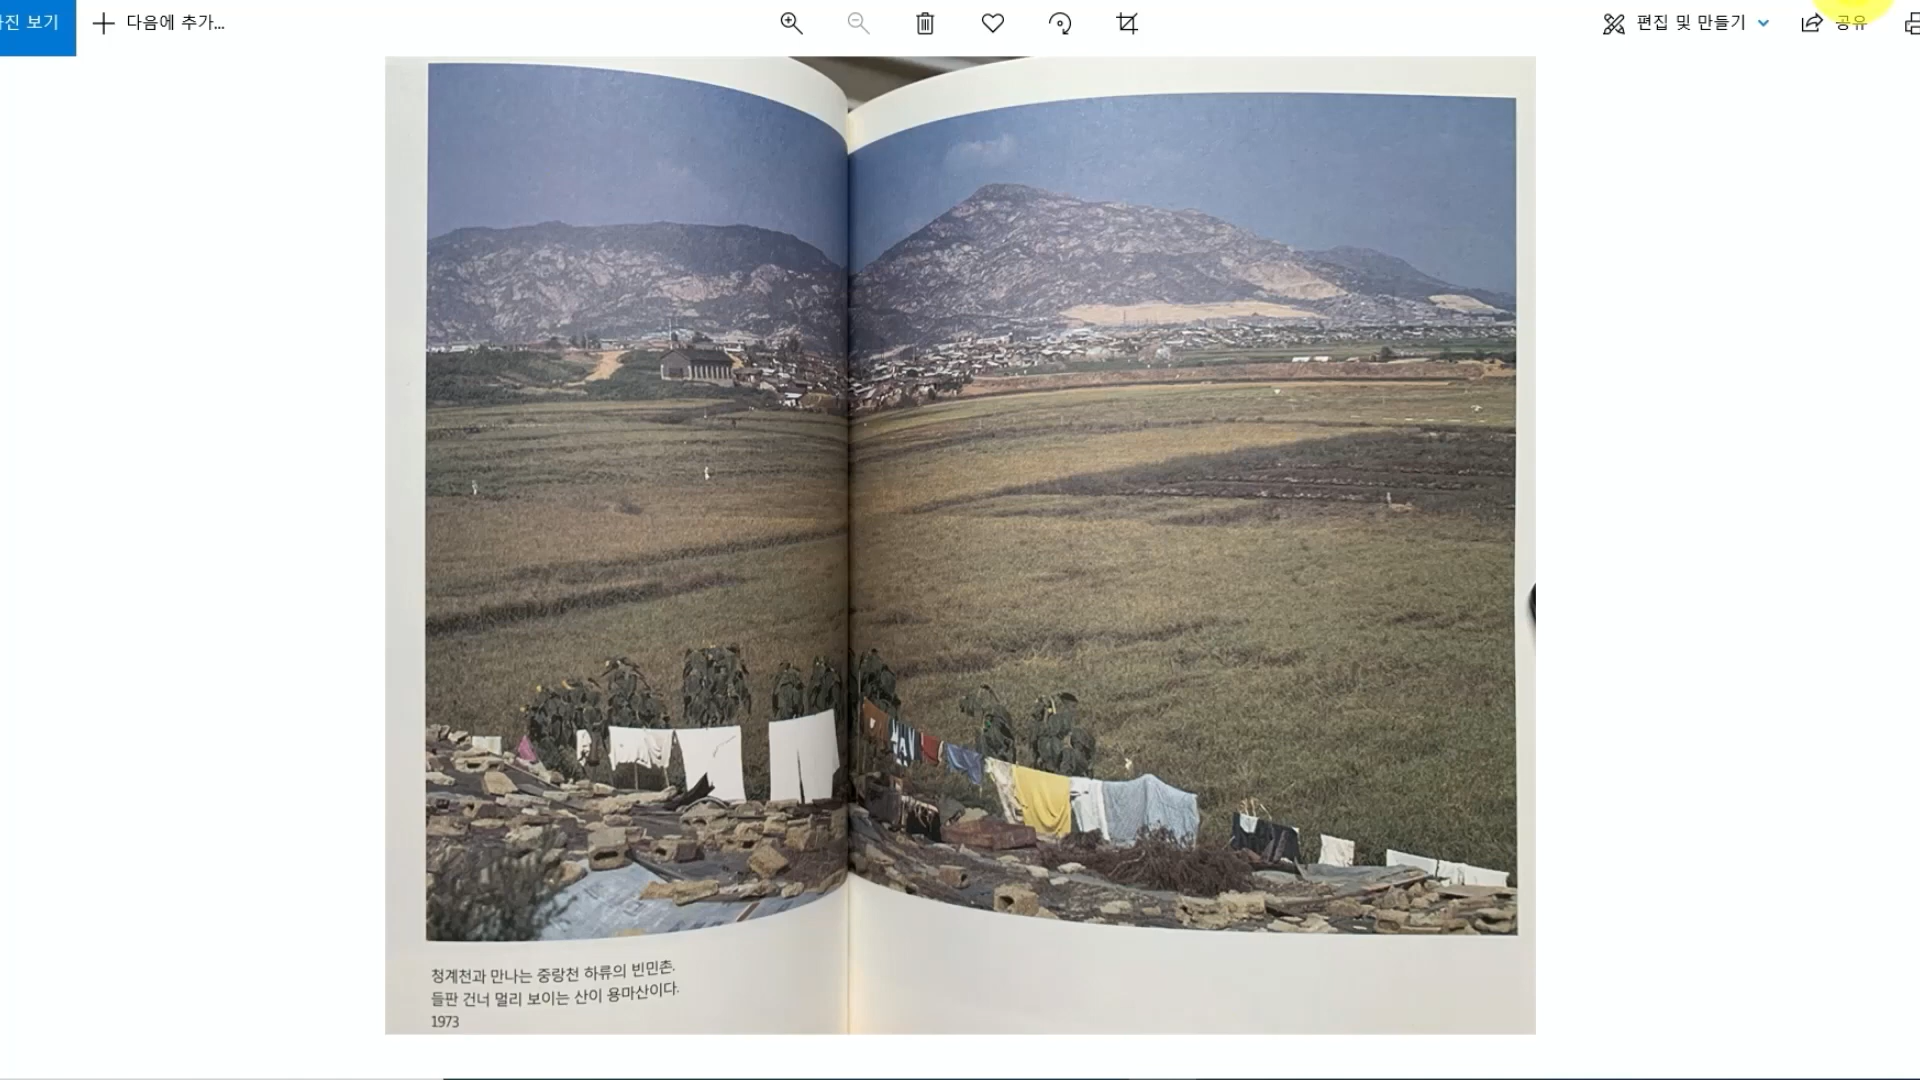 진 보기
다음에 추가...
편집 및 만들기
공유
청계천과 만나는 중랑천 하류의 빈민촌.
들판 건너 멀리 보이는 산이 용마산이다.
1973